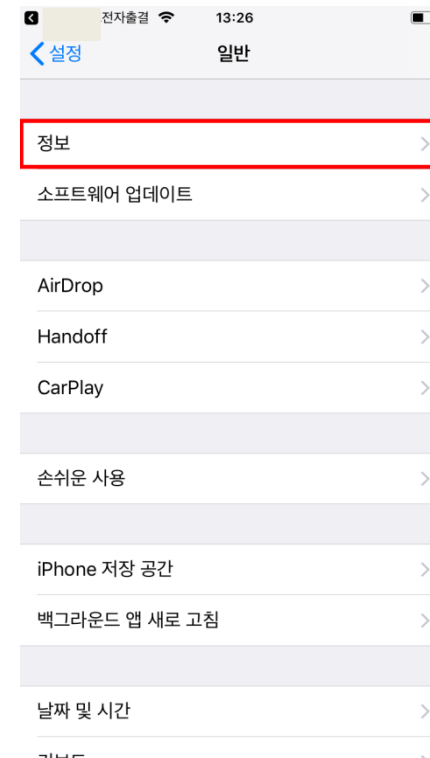 전자출결 13:26
설정 일반
정보
소프트웨어 업데이트
AirDrop
Handoff
CarPlay
손쉬운 사용
iPhone 저장 공간
백그라운드 앱 새로 고침
날짜 및 시간